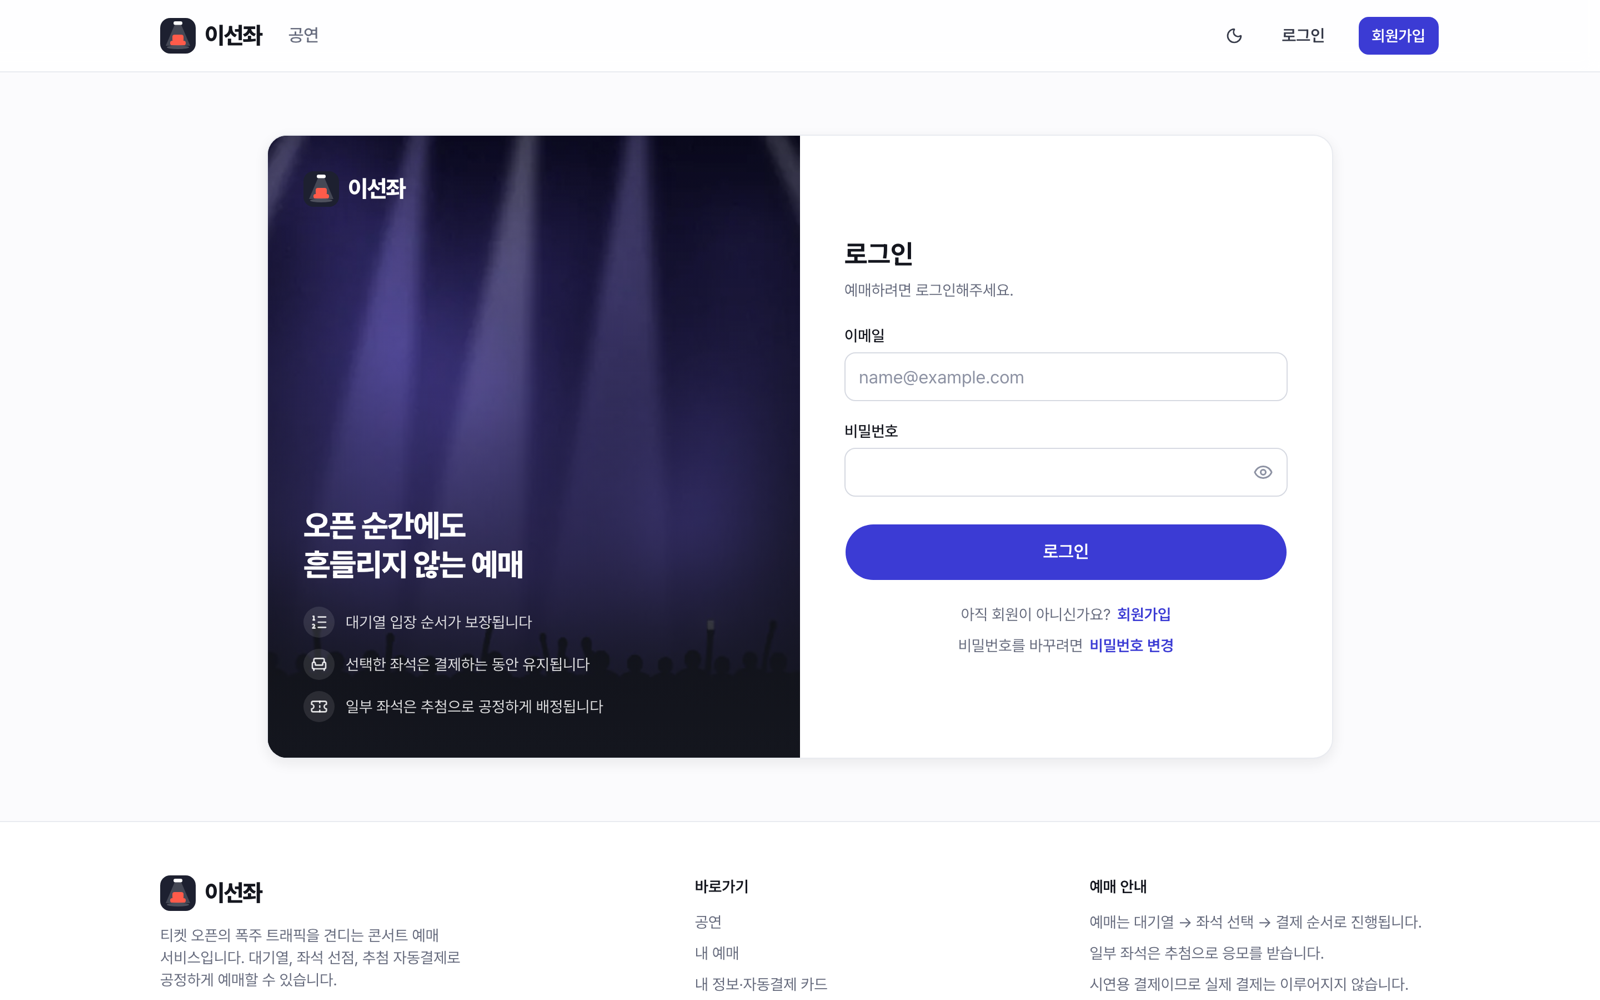 이선좌
공연
로그인
회원가입
이선좌
오픈 순간에도
흔들리지 않는 예매
대기열 입장 순서가 보장됩니다
선택한 좌석은 결제하는 동안 유지됩니다
일부 좌석은 추첨으로 공정하게 배정됩니다
로그인
예매하려면 로그인해주세요.
이메일
name@example.com
비밀번호
로그인
아직 회원이 아니신가요? 회원가입
비밀번호를 바꾸려면 비밀번호 변경
이선좌
티켓 오픈의 폭주 트래픽을 견디는 콘서트 예매
서비스입니다. 대기열, 좌석 선점, 추첨 자동결제로
공정하게 예매할 수 있습니다.
바로가기
공연
내 예매
내 정보·자동결제 카드
예매 안내
예매는 대기열 → 좌석 선택 → 결제 순서로 진행됩니다.
일부 좌석은 추첨으로 응모를 받습니다.
시연용 결제이므로 실제 결제는 이루어지지 않습니다.